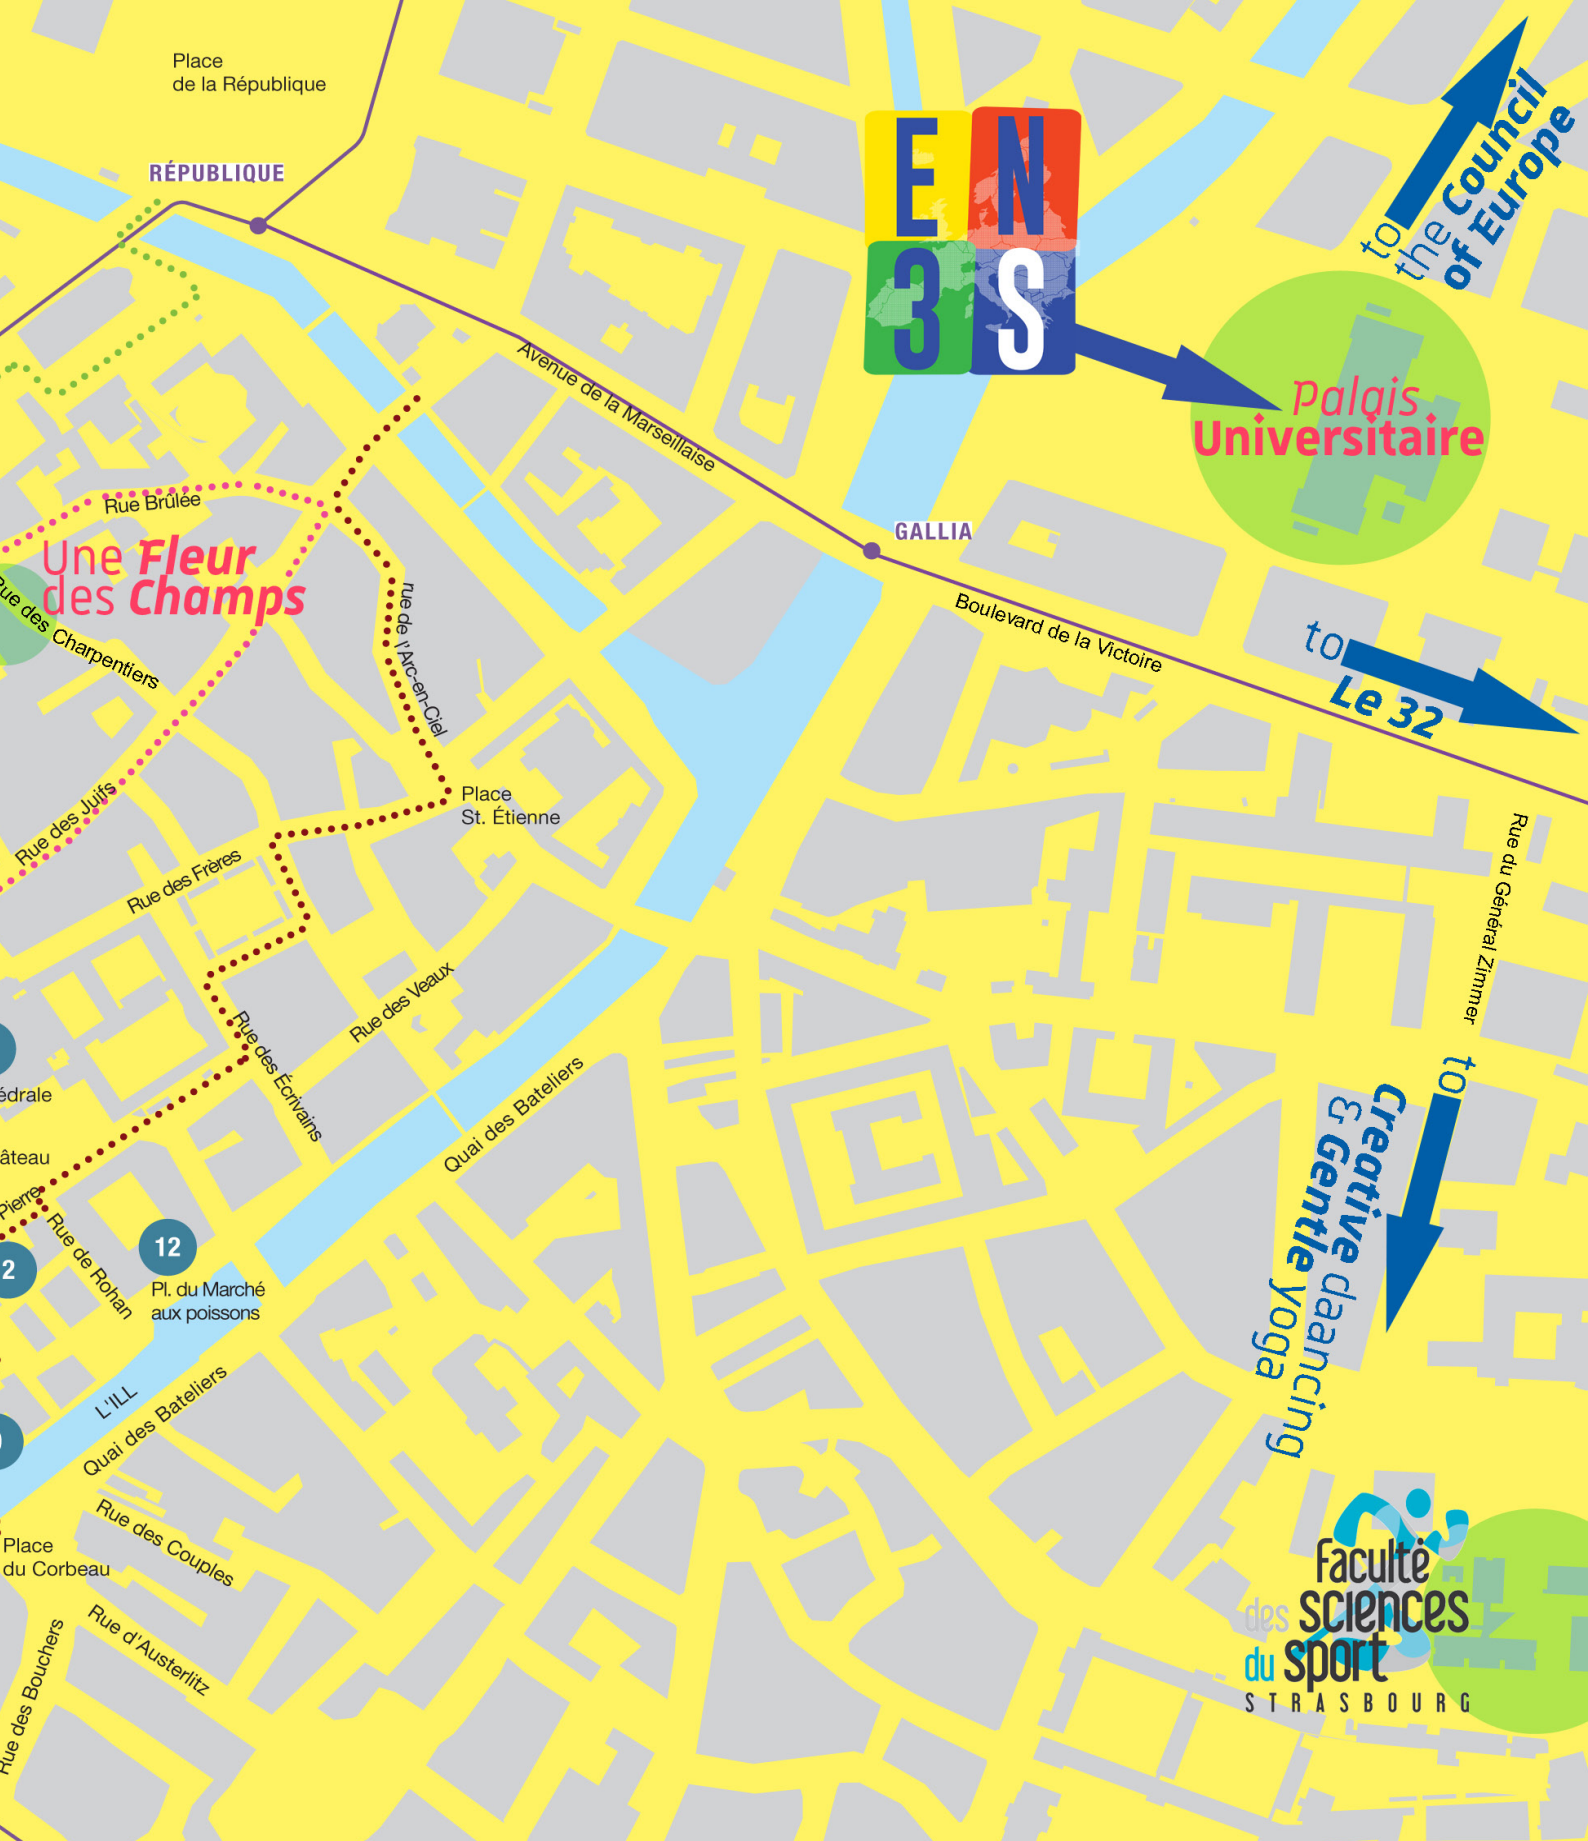 Place
de la République
RÉPUBLIQUE
E N
3 S
to
the Council
of Europe
Avenue de la Marseillaise
Palais
Universitaire
Rue Brûlée
GALLIA
Une Fleur
des Champs
Rue des Charpentiers
rue de l'Arc-en-Ciel
Boulevard de la Victoire
to
Le 32
Place
St. Étienne
Rue des Juifs
Rue des Frères
Rue du Général Zimmer
Rue des Veaux
Rue des Écrivains
édrale
Quai des Bateliers
to
Creative daancing
& Gentle yoga
âteau
Pierre
Rue de Rohan
12
2
Pl. du Marché
aux poissons
L'ILL
Quai des Bateliers
Rue des Couples
Place
du Corbeau
Rue d'Austerlitz
Rue des Bouchers
faculté
des sciences
du sport
STRASBOURG